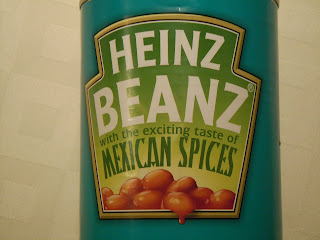 HEINZ
BEANZ®
with the exciting taste of
MEXICAN SPICES